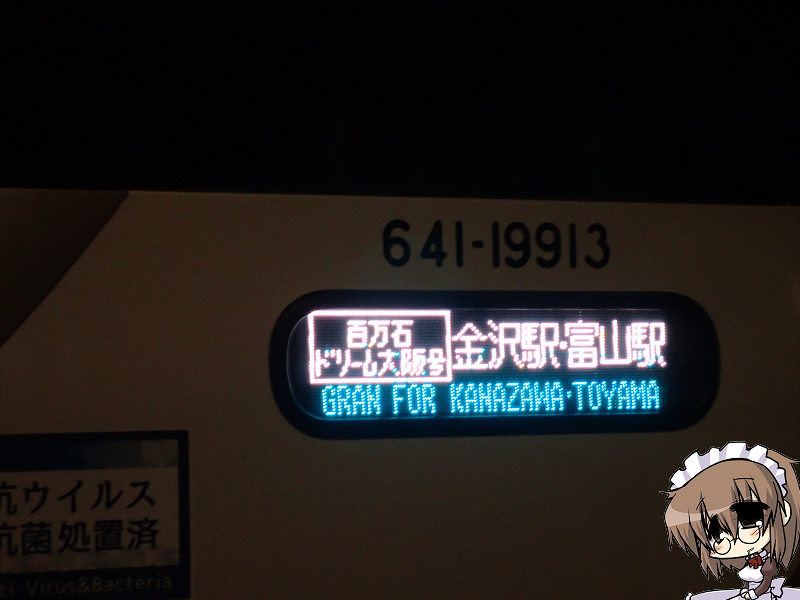 641-19913
百万石
ドリーム大阪号
金沢駅・富山駅
GRAN FOR KANAZAWA・TOYAMA
抗ウイルス
抗菌処置済
ti Virus&Bacteria